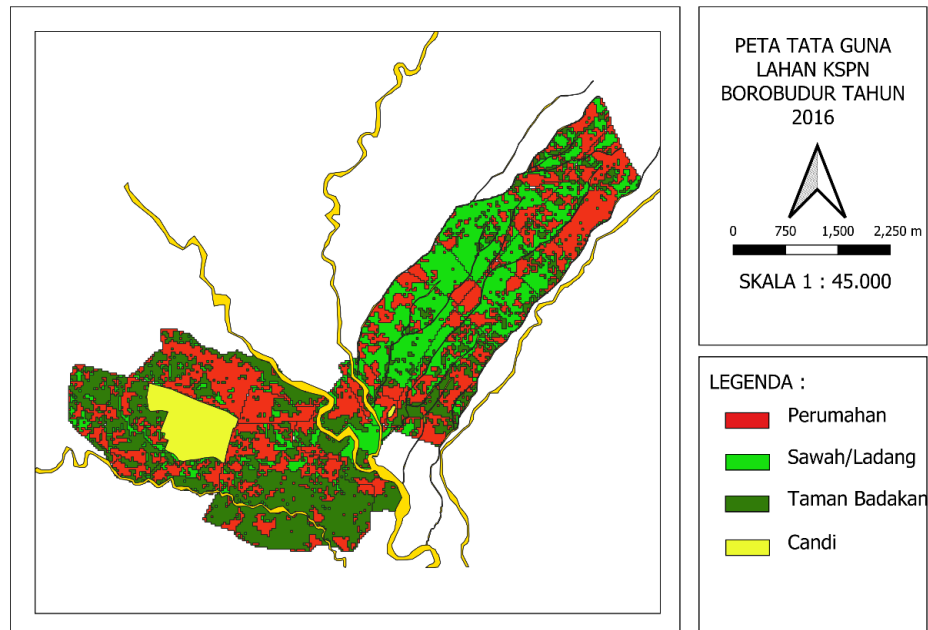 PETA TATA GUNA
LAHAN KSPN
BOROBUDUR TAHUN
2016
0 750 1,500 2,250 m
SKALA 1 : 45.000
LEGENDA :
Perumahan
Sawah/Ladang
Taman Badakan
Candi